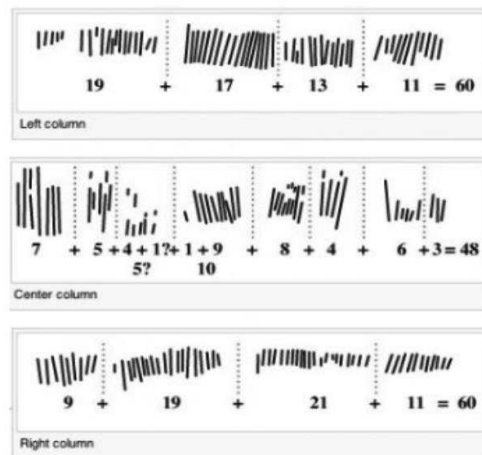 19 + 17 + 13 + 11 = 60
Left column
7 + 5 + 4 + 1? + 1 + 9 + 8 + 4 + 6 + 3 = 48
5? 10
Center column
9 + 19 + 21 + 11 = 60
Right column